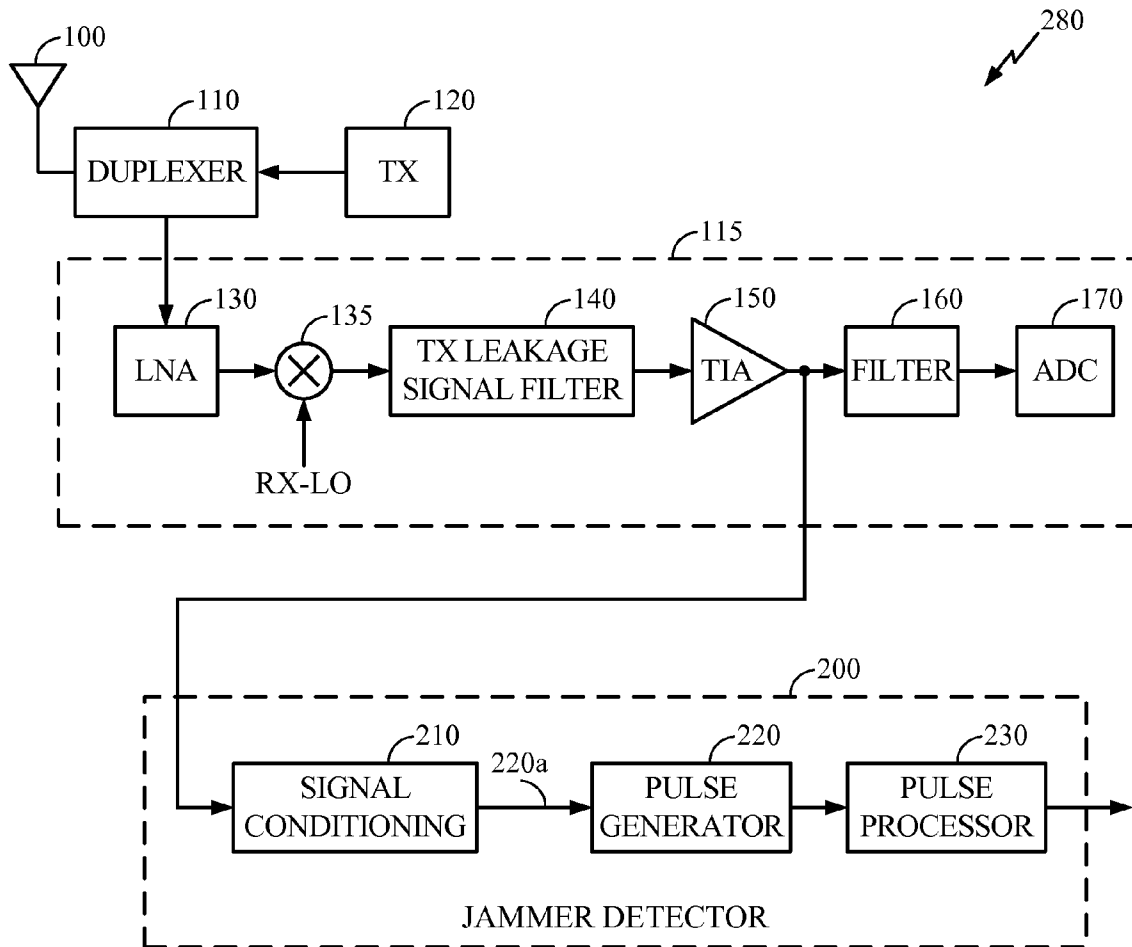 100
280
110
120
DUPLEXER
TX
115
130
135
140
150
160
170
LNA
TX LEAKAGE
SIGNAL FILTER
TIA
FILTER
ADC
RX-LO
200
210
220a
220
230
SIGNAL
CONDITIONING
PULSE
GENERATOR
PULSE
PROCESSOR
JAMMER DETECTOR